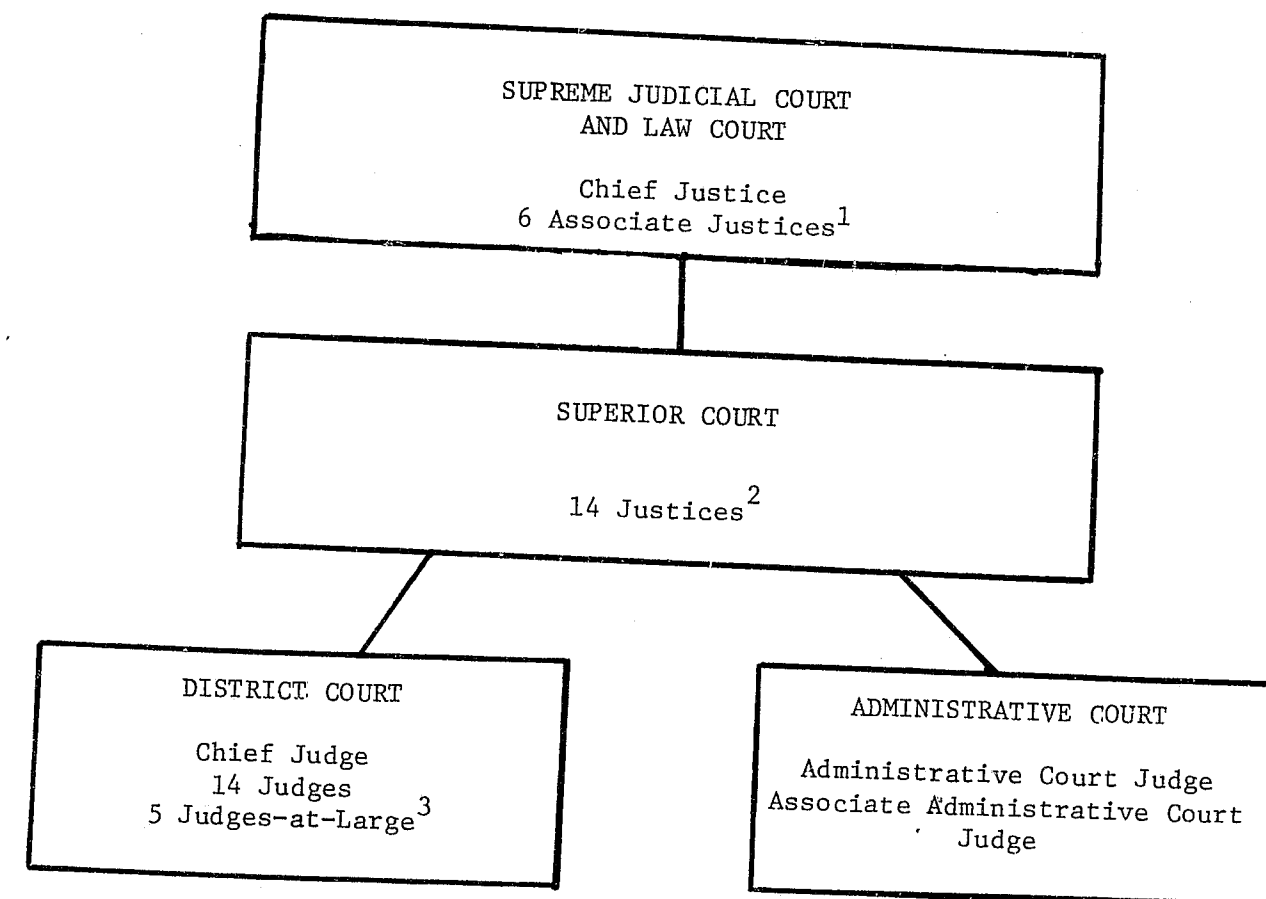 SUPREME JUDICIAL COURT
AND LAW COURT
Chief Justice
6 Associate Justices¹
SUPERIOR COURT
14 Justices²
DISTRICT COURT
Chief Judge
14 Judges
5 Judges-at-Large³
ADMINISTRATIVE COURT
Administrative Court Judge
Associate Administrative Court
Judge